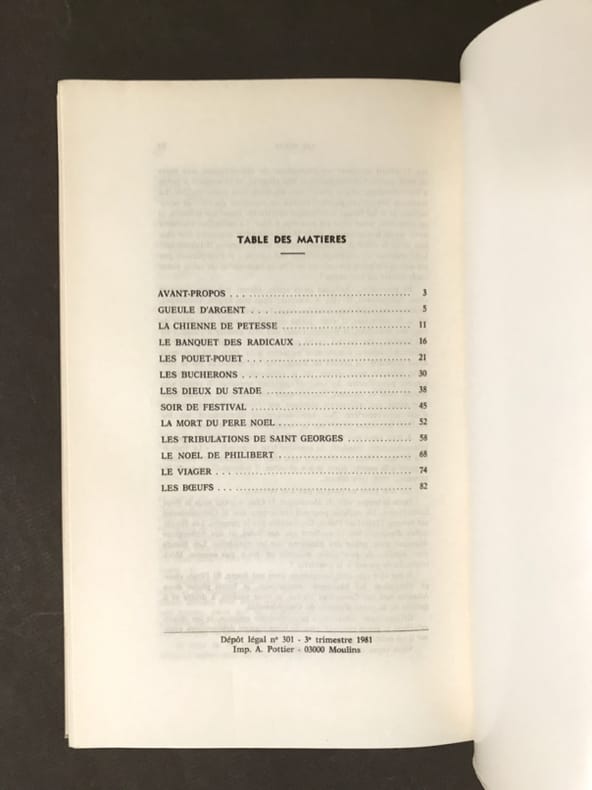 TABLE DES MATIERES
AVANT-PROPOS ... 3
GUEULE D'ARGENT ... 5
LA CHIENNE DE PETESSE ... 11
LE BANQUET DES RADICAUX ... 16
LES POUET-POUET ... 21
LES BUCHERONS ... 30
LES DIEUX DU STADE ... 38
SOIR DE FESTIVAL ... 45
LA MORT DU PERE NOEL ... 52
LES TRIBULATIONS DE SAINT GEORGES ... 58
LE NOEL DE PHILIBERT ... 68
LE VIAGER ... 74
LES BŒUFS ... 82
Dépôt légal n° 301 - 3e trimestre 1981
Imp. A. Pottier - 03000 Moulins